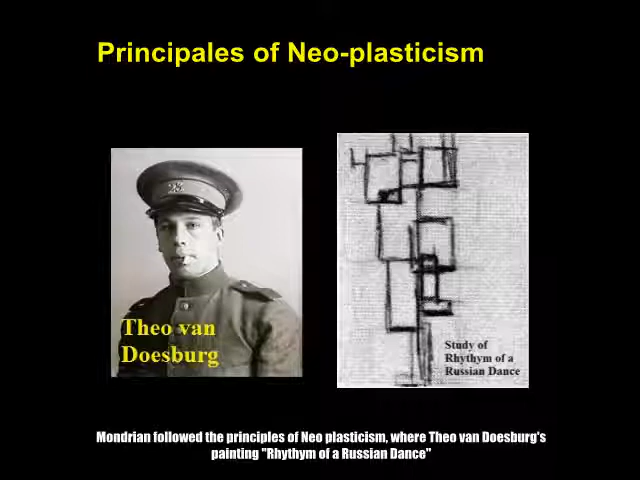 Principales of Neo-plasticism
Theo van
Doesburg
Study of
Rhythym of a
Russian Dance
Mondrian followed the principles of Neo plasticism, where Theo van Doesburg's
painting "Rhythym of a Russian Dance"